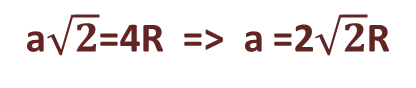 a√2=4R => a =2√2R